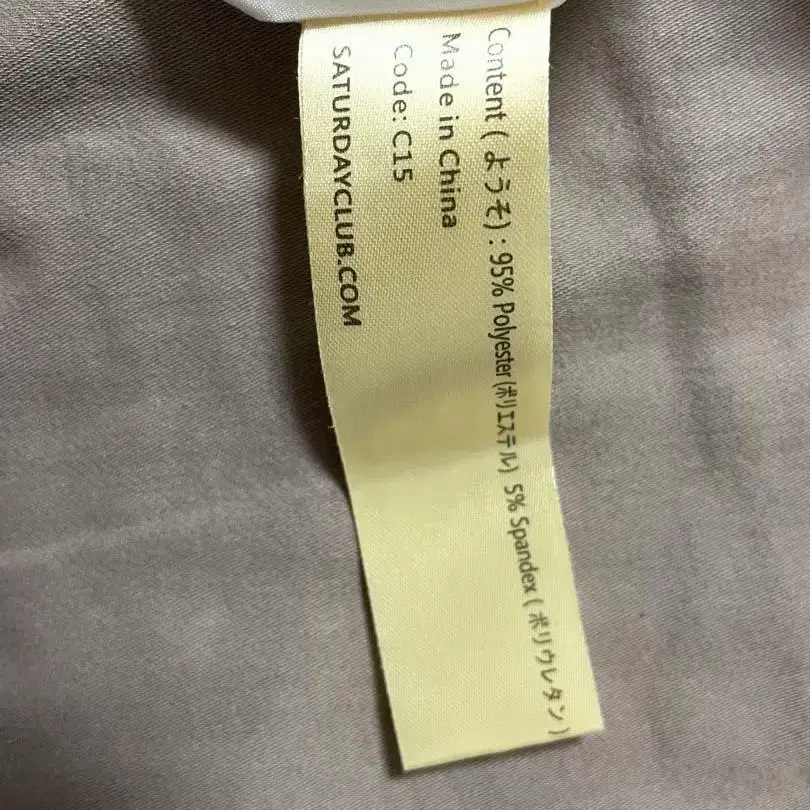 Content ( ようそ) : 95% Polyester (ポリエステル) 5% Spandex ( ポリウレタン)
Made in China
Code: C15
SATURDAYCLUB.COM